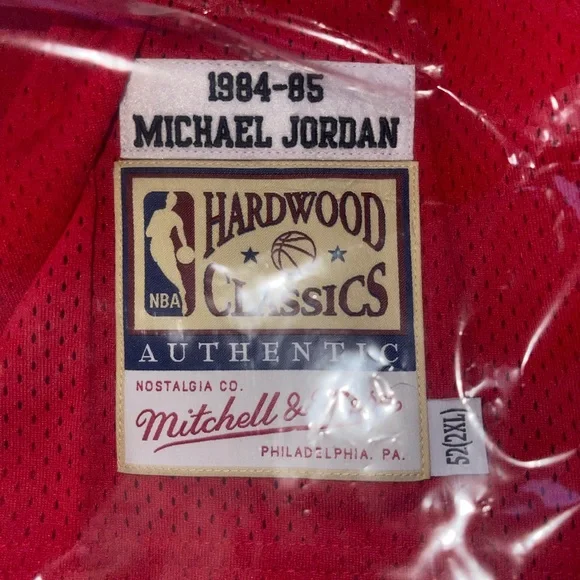 1984-85
MICHAEL JORDAN
HARDWOOD
CLASSICS
NBA
AUTHENTIC
NOSTALGIA CO.
Mitchell &
PHILADELPHIA, PA.
52(2XL)